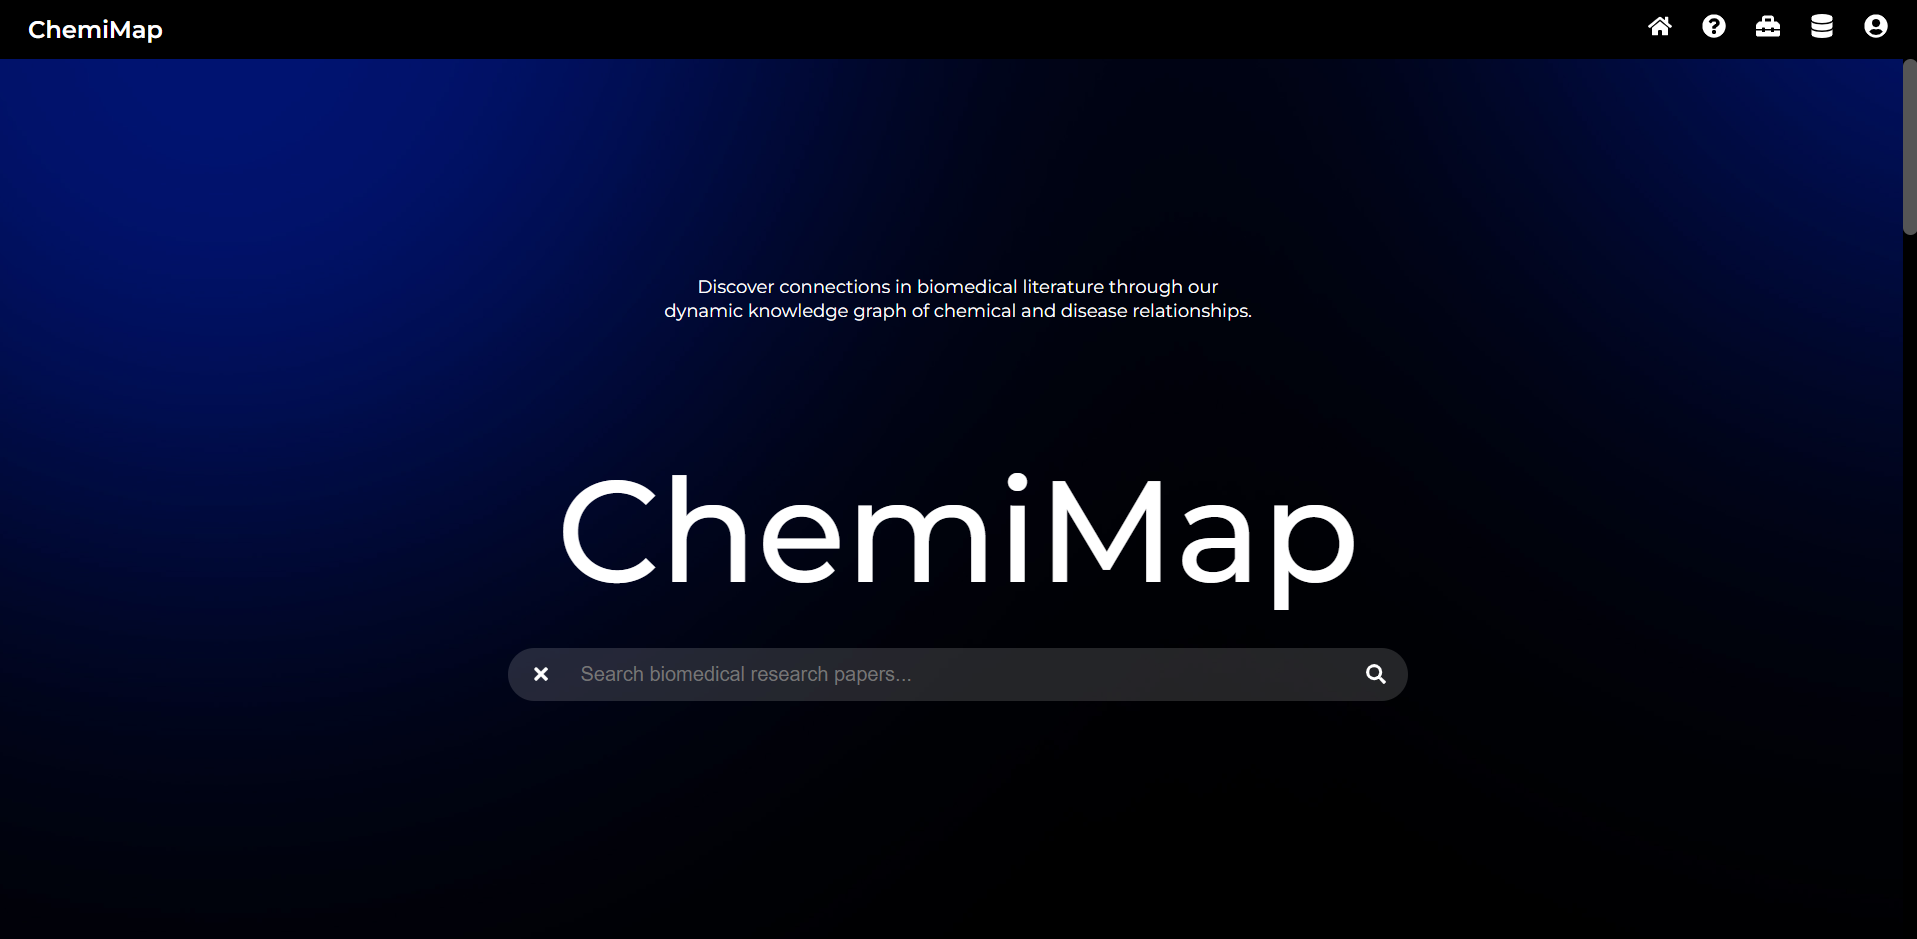 ChemiMap
Discover connections in biomedical literature through our
dynamic knowledge graph of chemical and disease relationships.
ChemiMap
Search biomedical research papers...